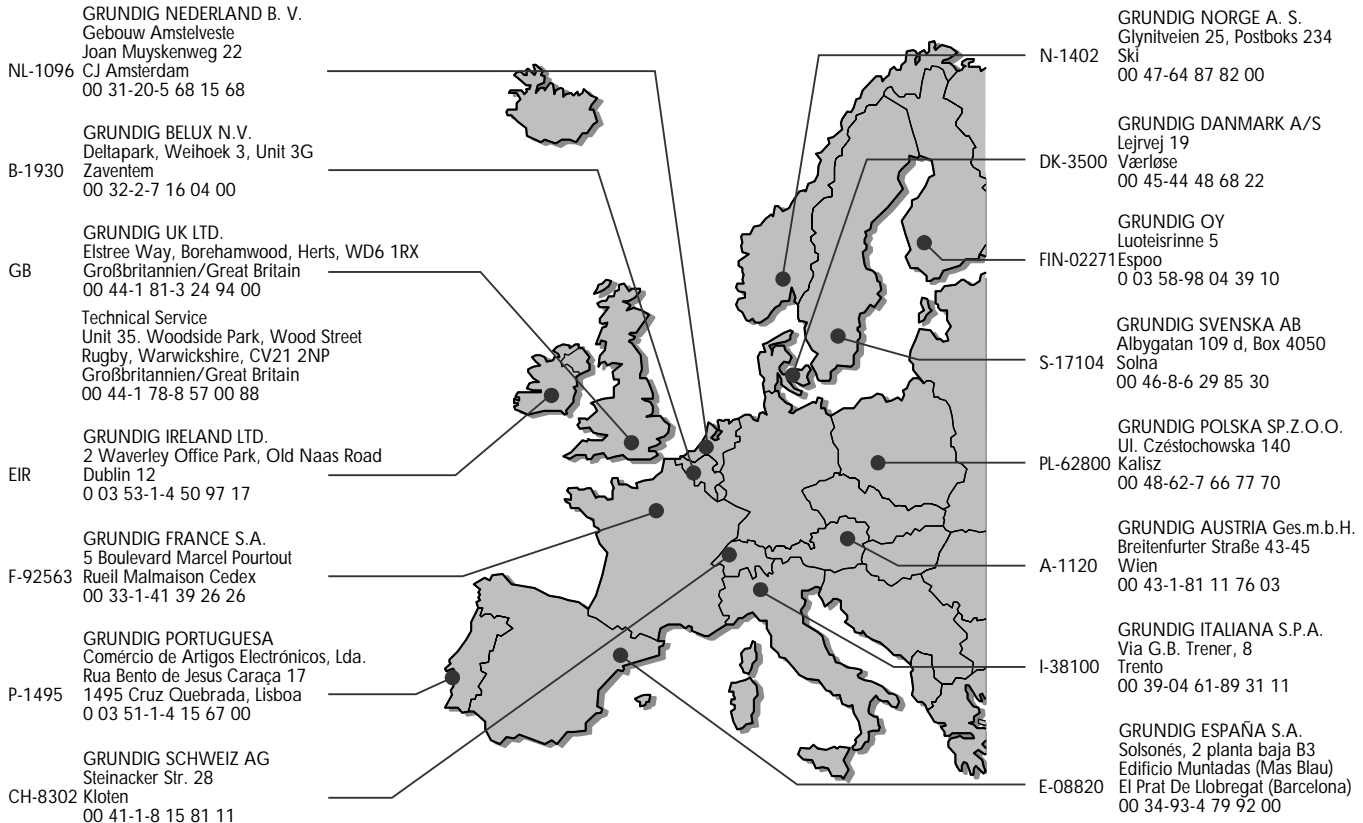 GRUNDIG NEDERLAND B. V.
Gebouw Amstelveste
Joan Muyskenweg 22
NL-1096 CJ Amsterdam
00 31-20-5 68 15 68
GRUNDIG BELUX N.V.
Deltapark, Weihoek 3, Unit 3G
B-1930 Zaventem
00 32-2-7 16 04 00
GRUNDIG UK LTD.
Elstree Way, Borehamwood, Herts, WD6 1RX
GB Großbritannien/Great Britain
00 44-1 81-3 24 94 00
Technical Service
Unit 35. Woodside Park, Wood Street
Rugby, Warwickshire, CV21 2NP
Großbritannien/Great Britain
00 44-1 78-8 57 00 88
GRUNDIG IRELAND LTD.
2 Waverley Office Park, Old Naas Road
EIR Dublin 12
0 03 53-1-4 50 97 17
GRUNDIG FRANCE S.A.
5 Boulevard Marcel Pourtout
F-92563 Rueil Malmaison Cedex
00 33-1-41 39 26 26
GRUNDIG PORTUGUESA
Comércio de Artigos Electrónicos, Lda.
Rua Bento de Jesus Caraça 17
P-1495 1495 Cruz Quebrada, Lisboa
0 03 51-1-4 15 67 00
GRUNDIG SCHWEIZ AG
Steinacker Str. 28
CH-8302 Kloten
00 41-1-8 15 81 11
GRUNDIG NORGE A. S.
Glynitveien 25, Postboks 234
N-1402 Ski
00 47-64 87 82 00
GRUNDIG DANMARK A/S
Lejrvej 19
DK-3500 Værløse
00 45-44 48 68 22
GRUNDIG OY
Luoteisrinne 5
FIN-02271 Espoo
0 03 58-98 04 39 10
GRUNDIG SVENSKA AB
Albygatan 109 d, Box 4050
S-17104 Solna
00 46-8-6 29 85 30
GRUNDIG POLSKA SP.Z.O.O.
Ul. Czéstochowska 140
PL-62800 Kalisz
00 48-62-7 66 77 70
GRUNDIG AUSTRIA Ges.m.b.H.
Breitenfurter Straße 43-45
A-1120 Wien
00 43-1-81 11 76 03
GRUNDIG ITALIANA S.P.A.
Via G.B. Trener, 8
I-38100 Trento
00 39-04 61-89 31 11
GRUNDIG ESPAÑA S.A.
Solsonés, 2 planta baja B3
Edificio Muntadas (Mas Blau)
E-08820 El Prat De Llobregat (Barcelona)
00 34-93-4 79 92 00